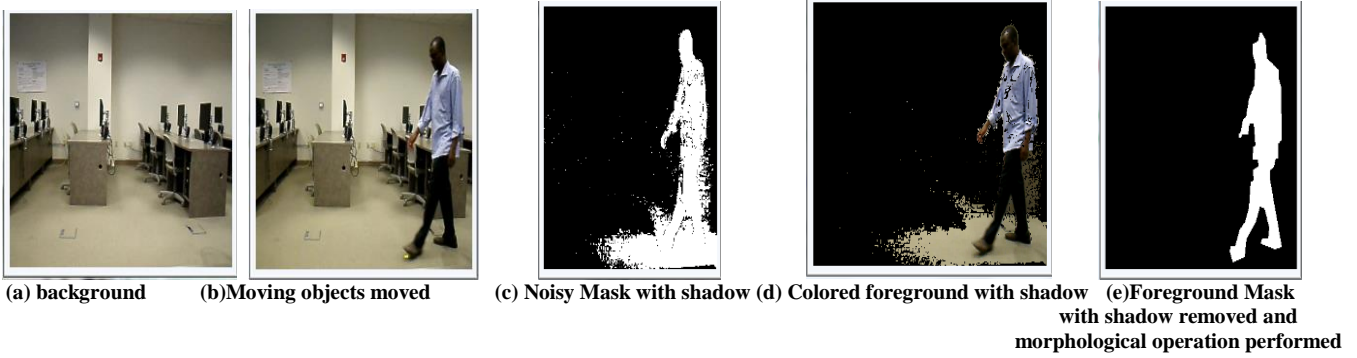 (a) background (b)Moving objects moved (c) Noisy Mask with shadow (d) Colored foreground with shadow (e)Foreground Mask
with shadow removed and
morphological operation performed